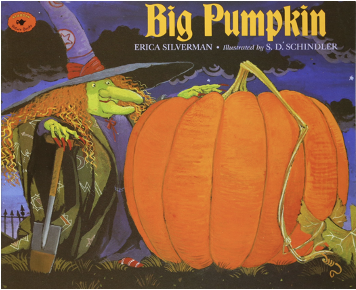 Big Pumpkin
ERICA SILVERMAN • Illustrated by S. D. SCHINDLER